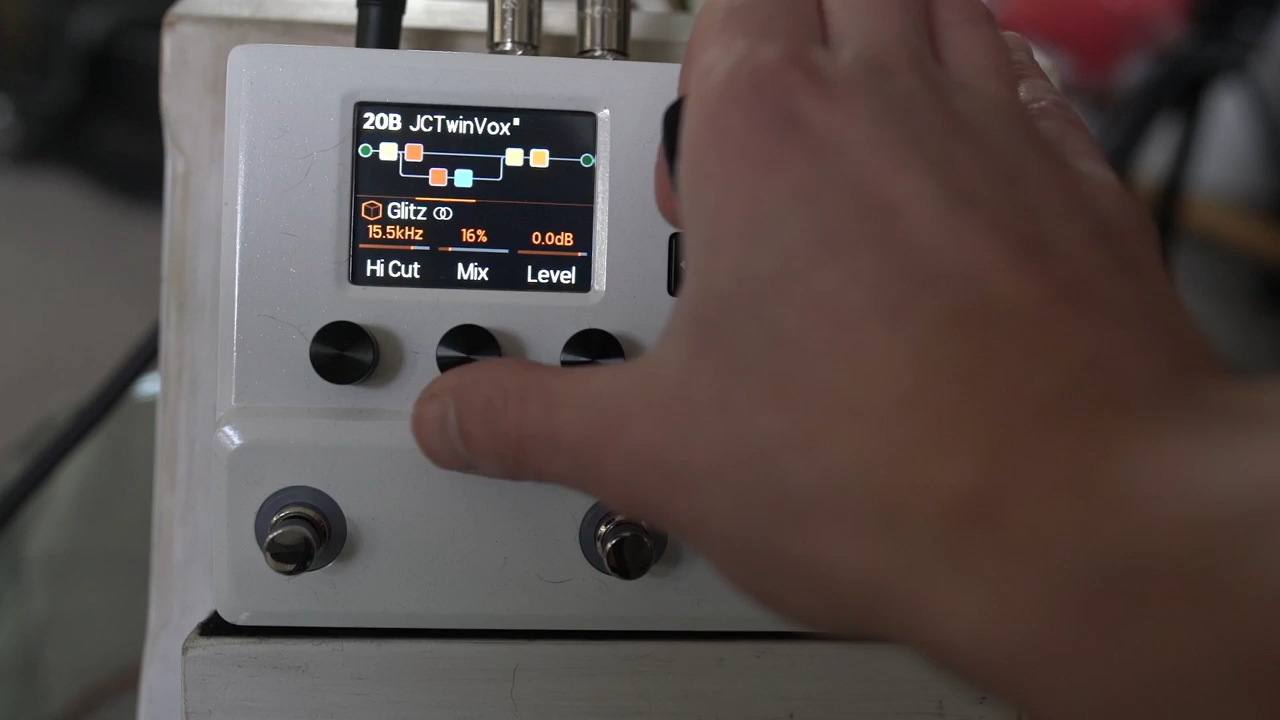 20B JCTwinVox
Glitz
15.5kHz 16% 0.0dB
Hi Cut Mix Level